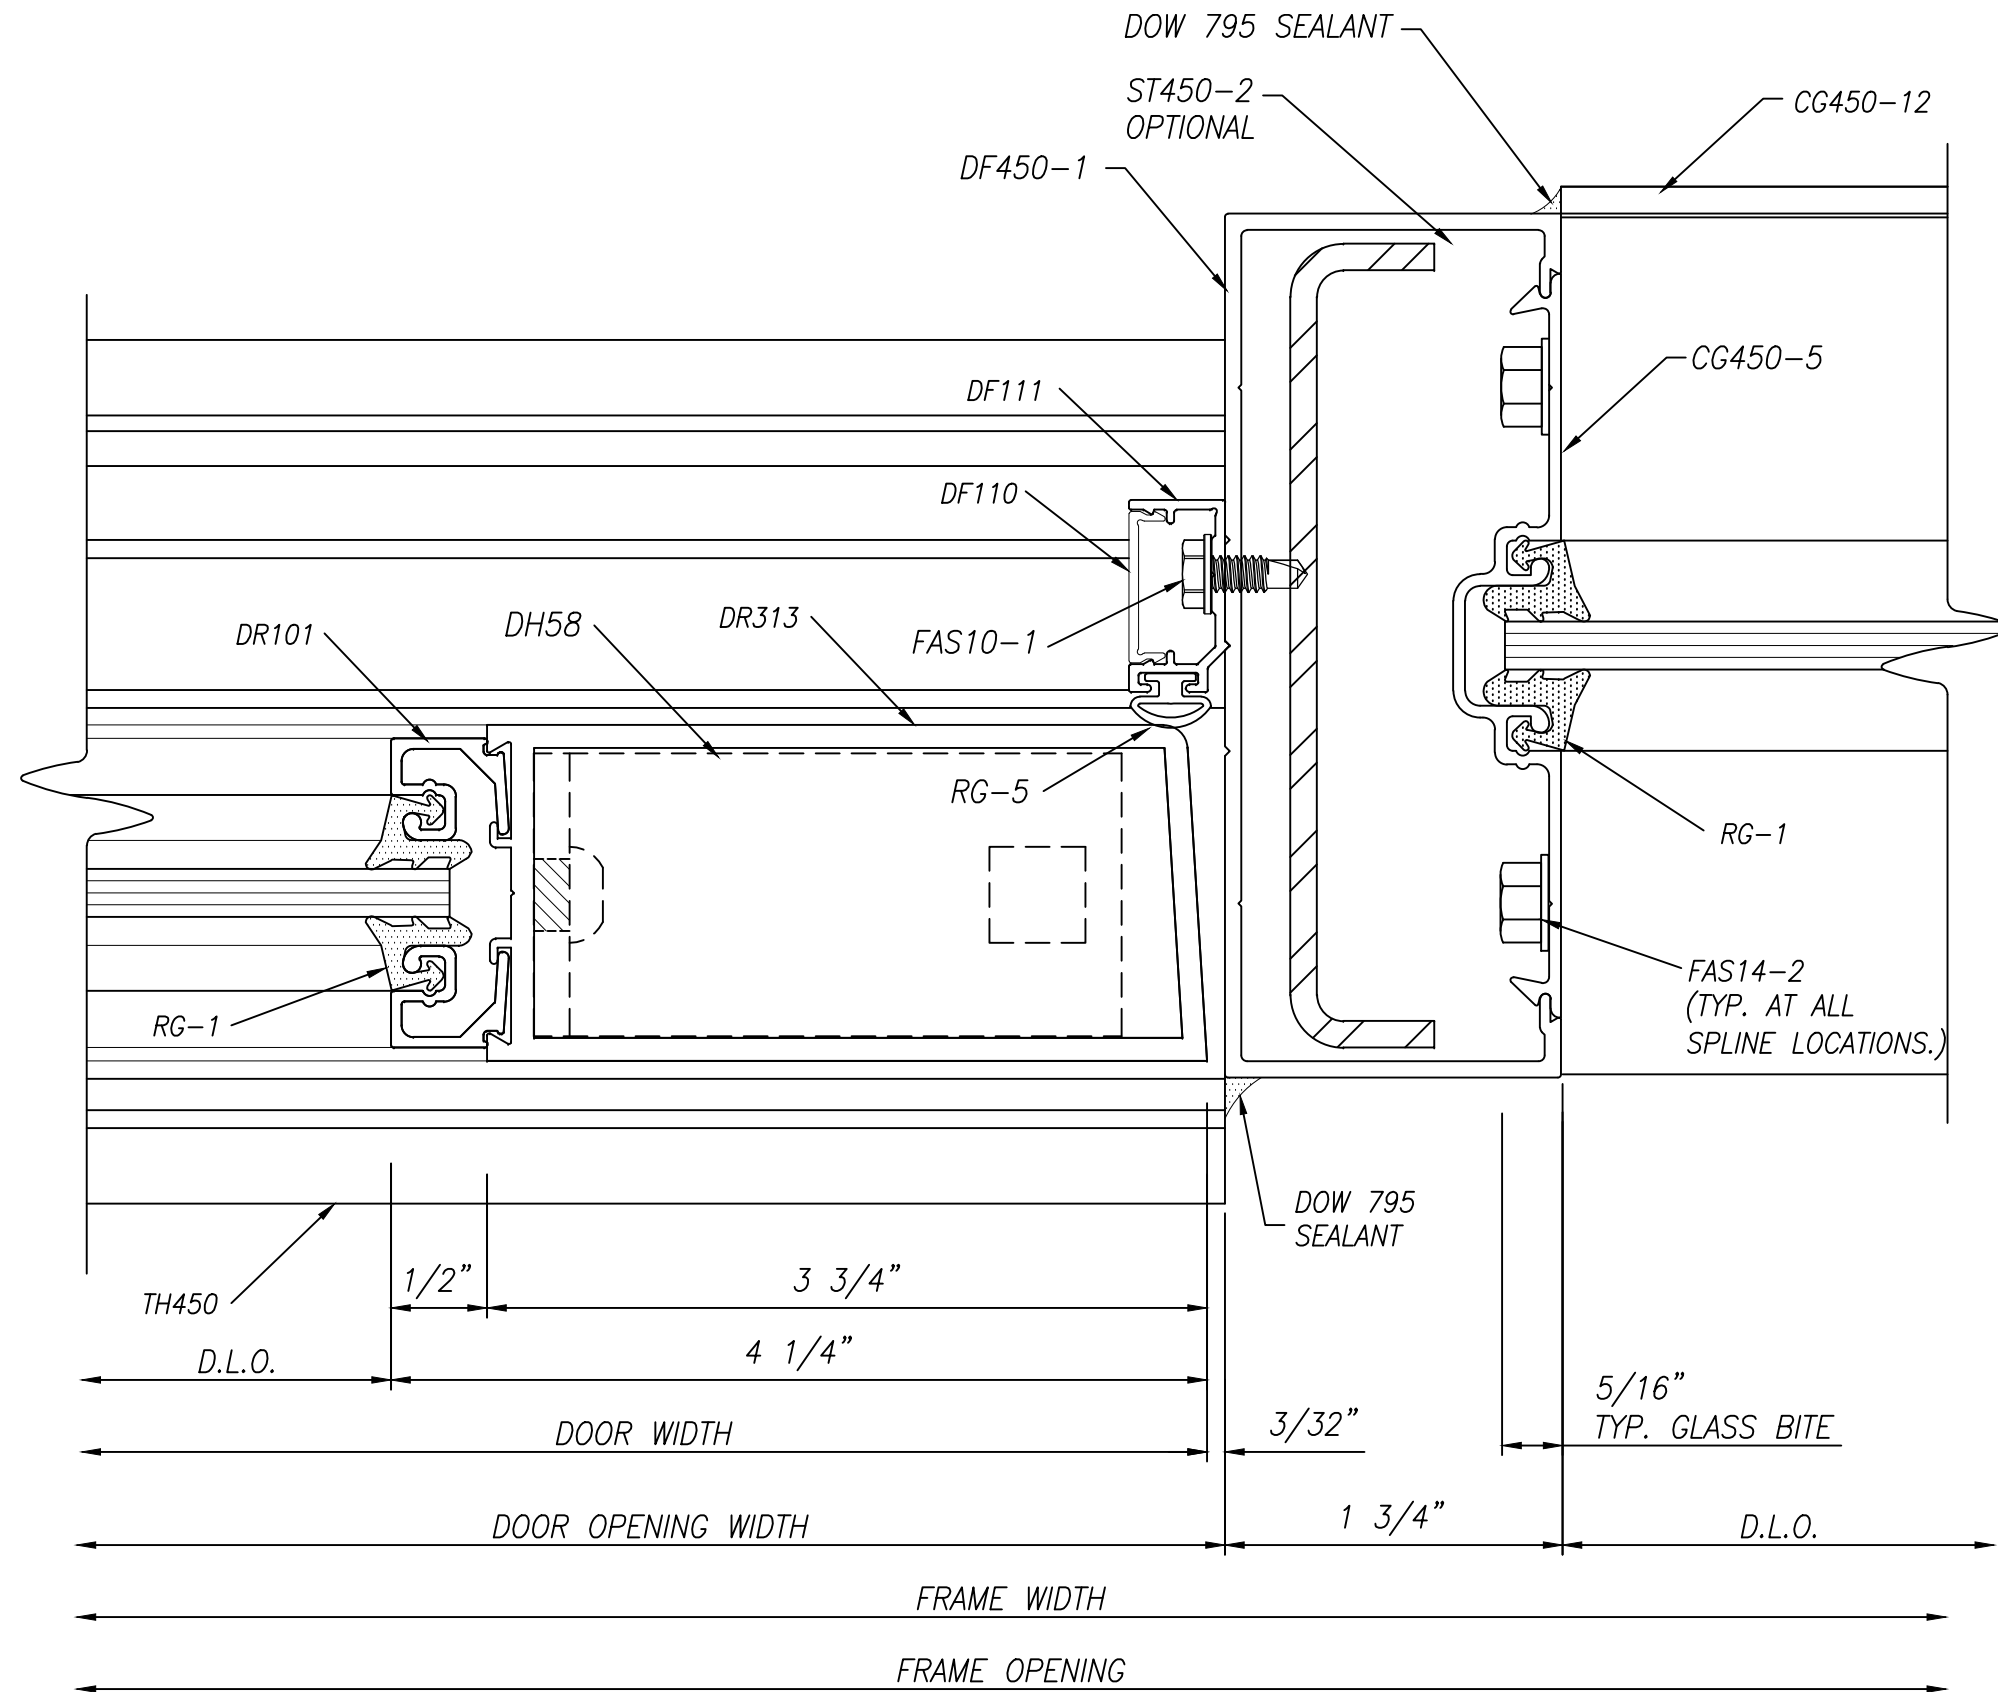 DOW 795 SEALANT
ST450-2
OPTIONAL
CG450-12
DF450-1
CG450-5
DF111
DF110
DR101
DH58
DR313
FAS10-1
RG-5
RG-1
RG-1
FAS14-2
(TYP. AT ALL
SPLINE LOCATIONS.)
DOW 795
SEALANT
TH450
1/2”
3 3/4”
D.L.O.
4 1/4”
5/16”
TYP. GLASS BITE
DOOR WIDTH
3/32”
DOOR OPENING WIDTH
1 3/4”
D.L.O.
FRAME WIDTH
FRAME OPENING